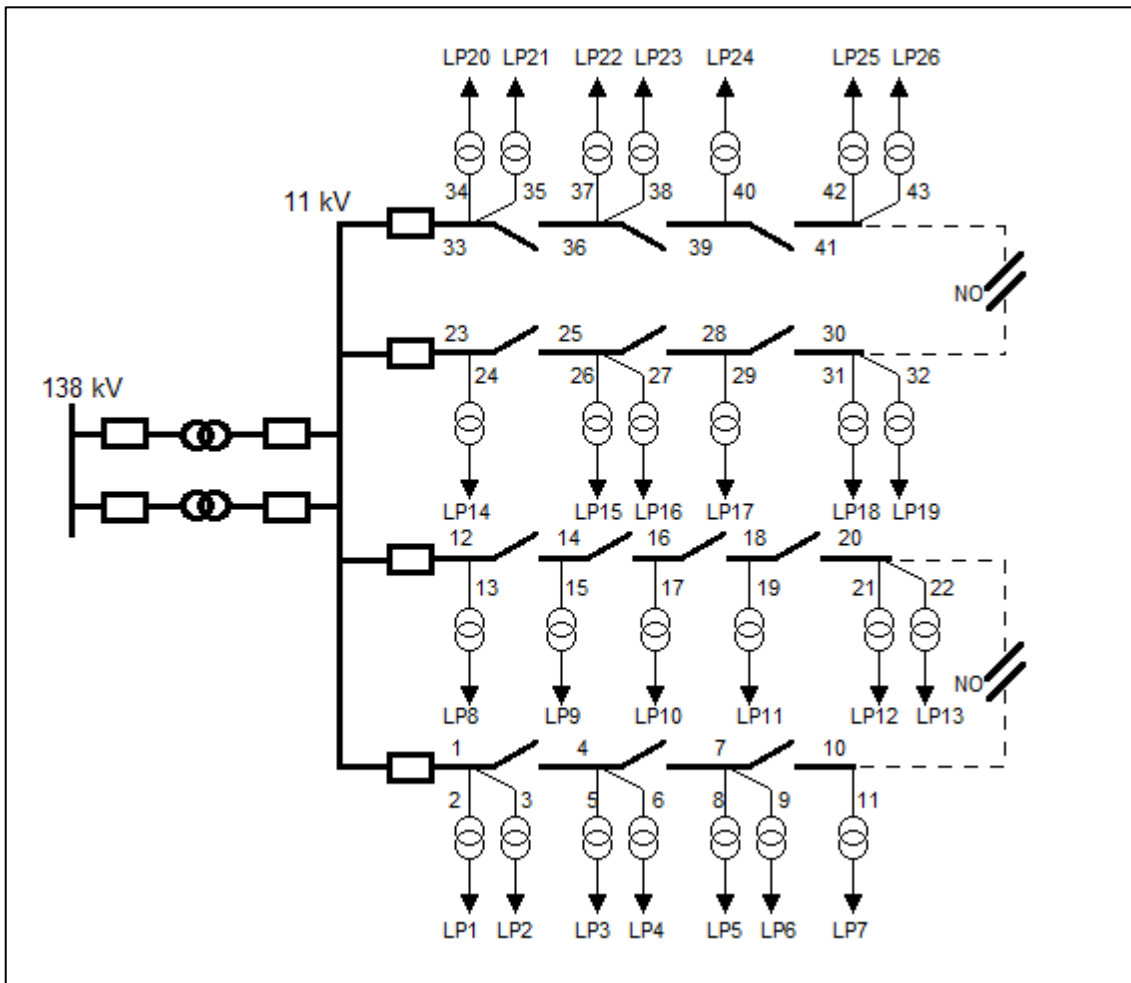 LP20 LP21 LP22 LP23 LP24 LP25 LP26
34 35 37 38 40 42 43
11 kV
33 36 39 41
NO
23 25 28 30
24 26 27 29 31 32
138 kV
LP14 LP15 LP16 LP17 LP18 LP19
12 14 16 18 20
13 15 17 19 21 22
NO
LP8 LP9 LP10 LP11 LP12 LP13
1 4 7 10
2 3 5 6 8 9 11
LP1 LP2 LP3 LP4 LP5 LP6 LP7